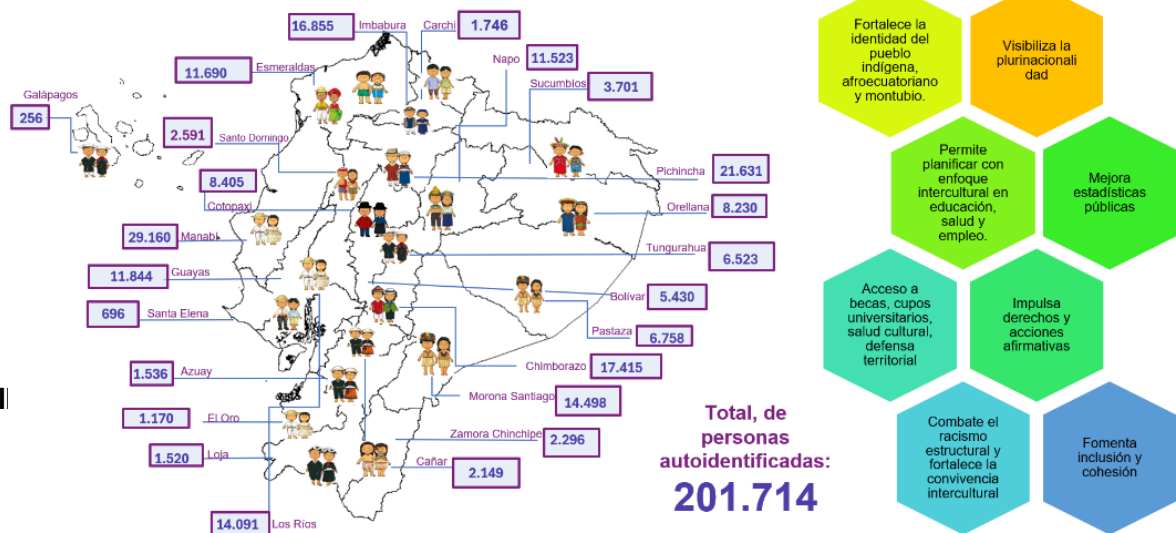 16.855
Imbabura
Carchi
1.746
Napo
11.523
Esmeraldas
11.690
Sucumbios
3.701
Galápagos
256
Santo Domingo
2.591
Pichincha
21.631
8.405
Cotopaxi
Orellana
8.230
29.160
Manabí
Tungurahua
6.523
11.844
Guayas
Bolívar
5.430
696
Santa Elena
Pastaza
6.758
Chimborazo
17.415
1.536
Azuay
Morona Santiago
14.498
1.170
El Oro
Zamora Chinchipe
2.296
1.520
Loja
Cañar
2.149
14.091
Los Ríos
Total, de
personas
autoidentificadas:
201.714
Fortalece la
identidad del
pueblo
indígena,
afroecuatoriano
y montubio.
Visibiliza la
plurinacionali
dad
Permite
planificar con
enfoque
intercultural en
educación,
salud y
empleo.
Mejora
estadísticas
públicas
Acceso a
becas, cupos
universitarios,
salud cultural,
defensa
territorial
Impulsa
derechos y
acciones
afirmativas
Combate el
racismo
estructural y
fortalece la
convivencia
intercultural
Fomenta
inclusión y
cohesión